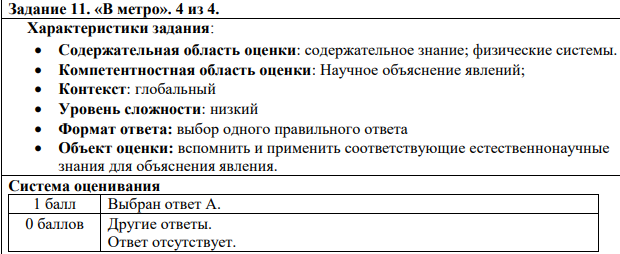 Задание 11. «В метро». 4 из 4.
Характеристики задания:
• Содержательная область оценки: содержательное знание; физические системы.
• Компетентностная область оценки: Научное объяснение явлений;
• Контекст: глобальный
• Уровень сложности: низкий
• Формат ответа: выбор одного правильного ответа
• Объект оценки: вспомнить и применить соответствующие естественнонаучные
знания для объяснения явления.
Система оценивания
1 балл Выбран ответ А.
0 баллов Другие ответы.
Ответ отсутствует.